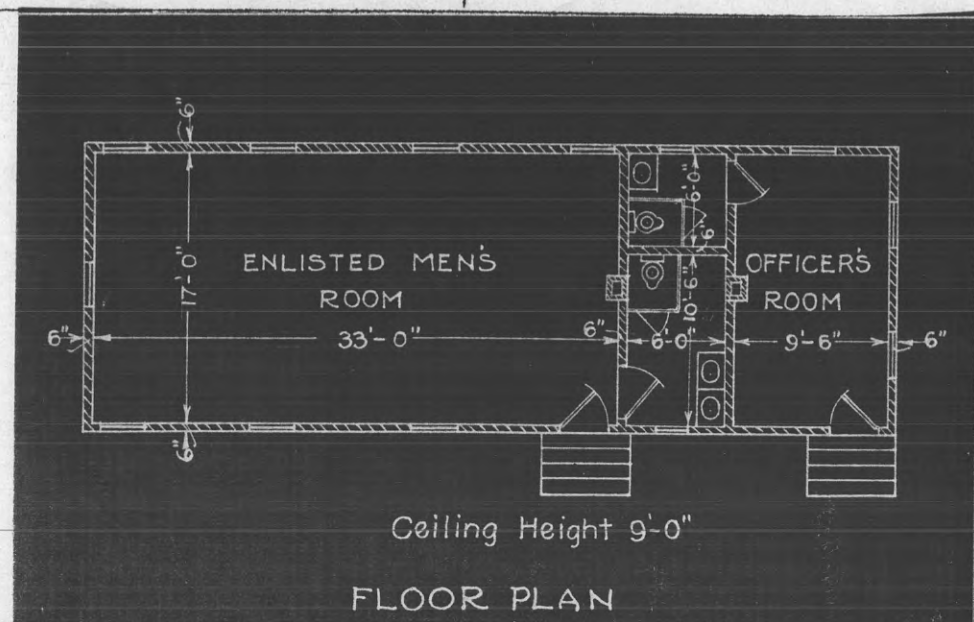 6"
6'-0"
6"
17'-0"
ENLISTED MEN'S
ROOM
10'-6"
OFFICER'S
ROOM
6"
33'-0"
6"
6'-0"
9'-6"
6"
6"
Ceiling Height 9'-0"
FLOOR PLAN